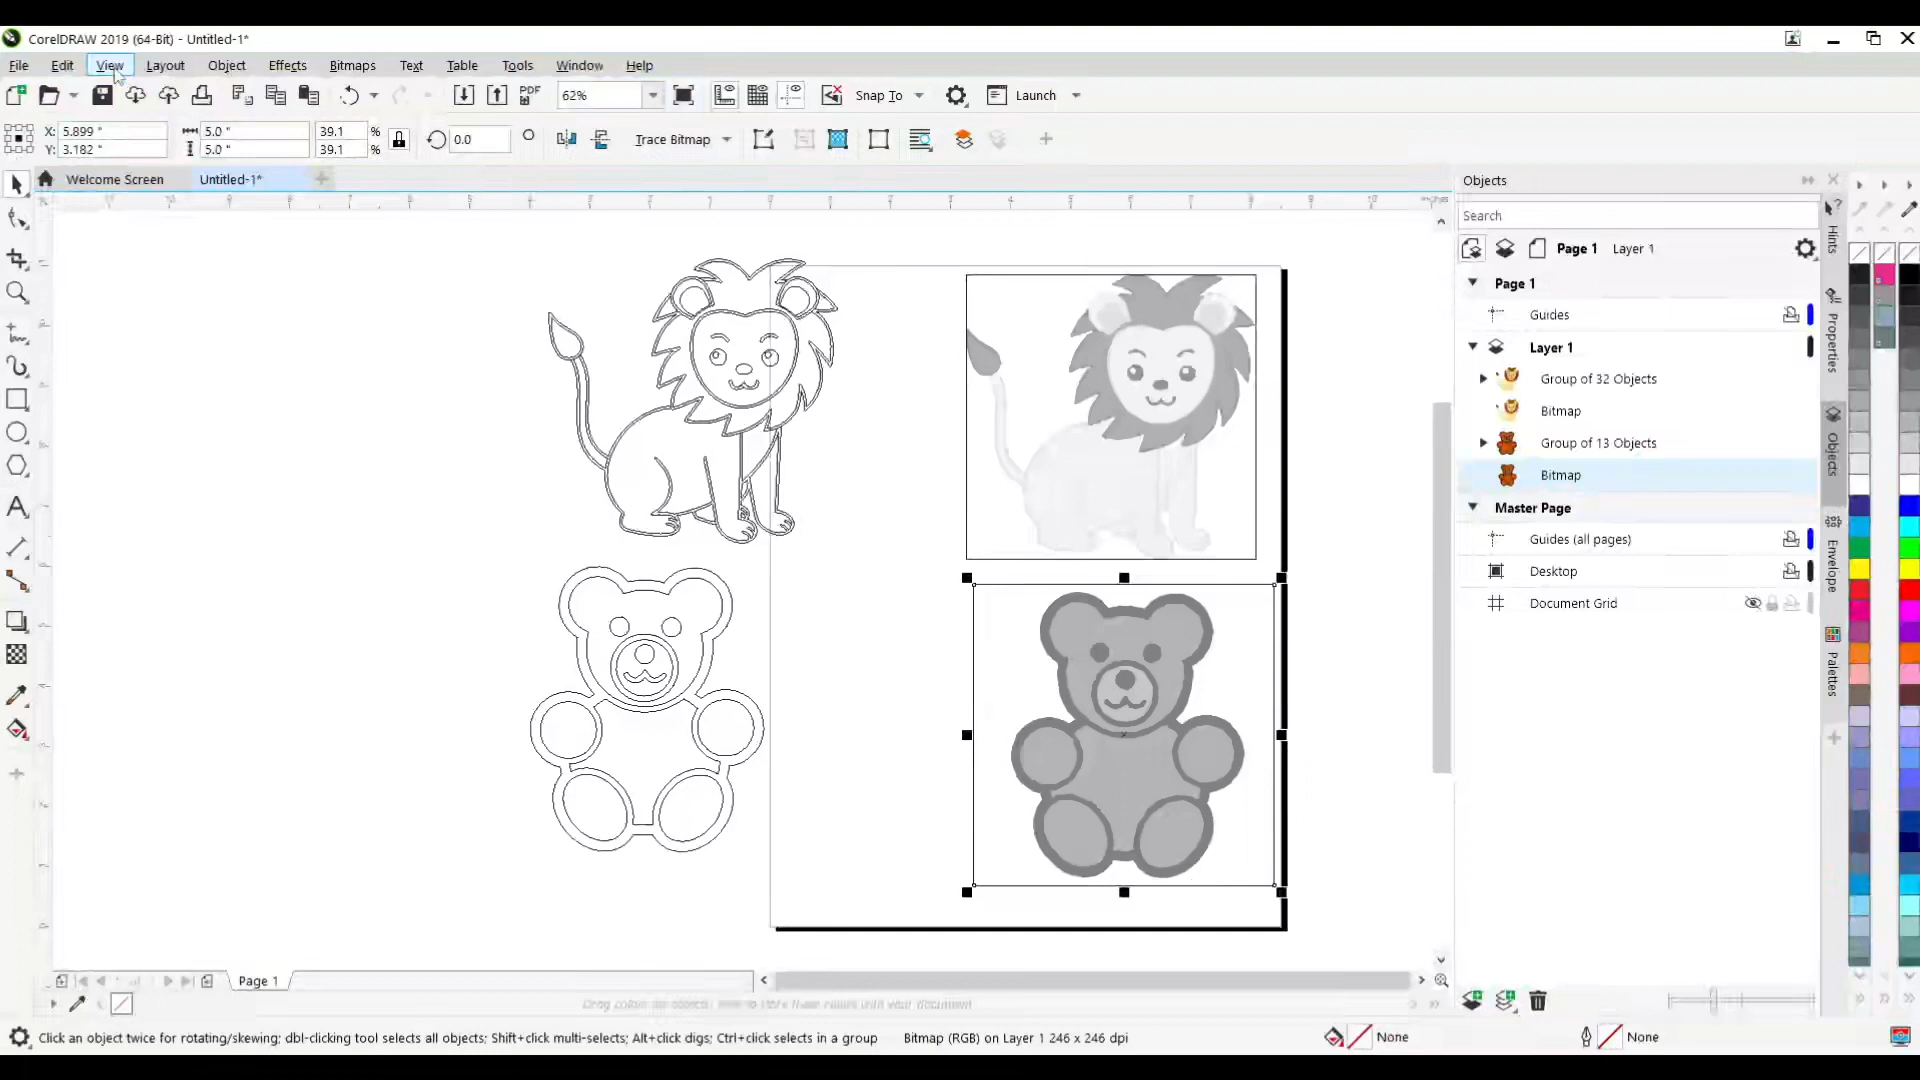 CorelDRAW 2019 (64-Bit) - Untitled-1*
File Edit View Layout Object Effects Bitmaps Text Table Tools Window Help
PDF 62% Snap To Launch
X: 5.899 " 5.0 " 39.1 % 0.0 Trace Bitmap
Y: 3.182 " 5.0 " 39.1 %
Welcome Screen Untitled-1*
Objects
Search
Page 1 Layer 1
Page 1
Guides
Layer 1
Group of 32 Objects
Bitmap
Group of 13 Objects
Bitmap
Master Page
Guides (all pages)
Desktop
Document Grid
Hints
Properties
Objects
Envelope
Palettes
Page 1
Click an object twice for rotating/skewing; dbl-clicking tool selects all objects; Shift+click multi-selects; Alt+click digs; Ctrl+click selects in a group Bitmap (RGB) on Layer 1 246 x 246 dpi None None